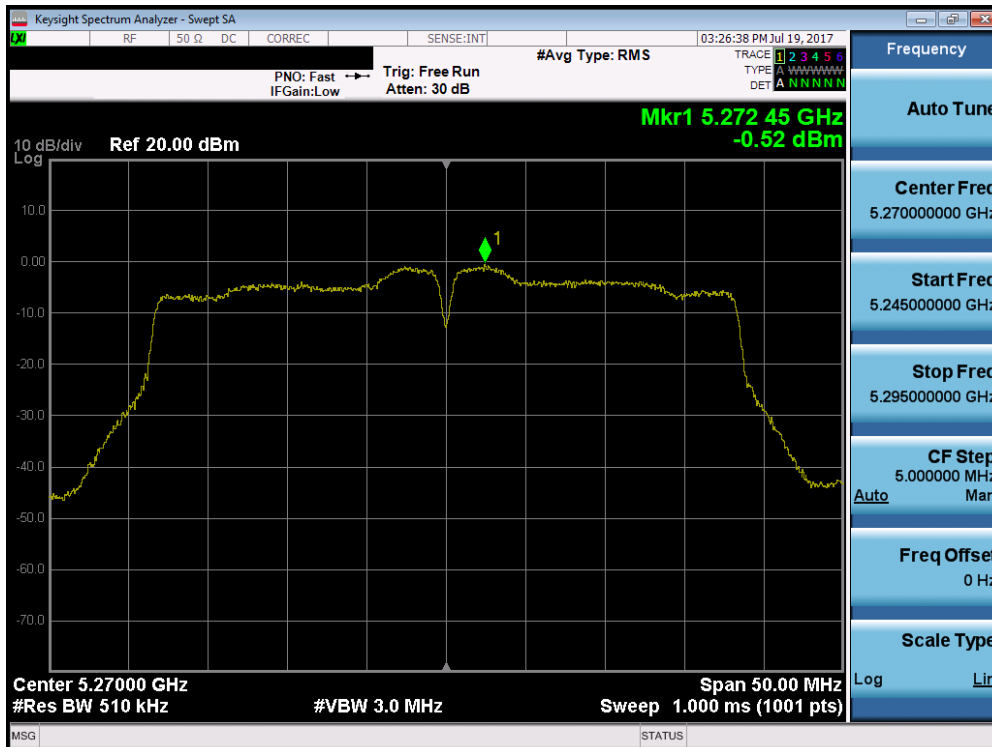 Keysight Spectrum Analyzer - Swept SA
LXI RF 50 Ω DC CORREC SENSE:INT 03:26:38 PM Jul 19, 2017
PNO: Fast
IFGain:Low
Trig: Free Run
Atten: 30 dB
#Avg Type: RMS
TRACE 1 2 3 4 5 6
TYPE A WWWWW
DET A N N N N N
Mkr1 5.272 45 GHz
-0.52 dBm
10 dB/div
Log
Ref 20.00 dBm
1
10.0
0.00
-10.0
-20.0
-30.0
-40.0
-50.0
-60.0
-70.0
Center 5.27000 GHz
Span 50.00 MHz
#Res BW 510 kHz
#VBW 3.0 MHz
Sweep 1.000 ms (1001 pts)
MSG
STATUS
Frequency
Auto Tune
Center Freq
5.270000000 GHz
Start Freq
5.245000000 GHz
Stop Freq
5.295000000 GHz
CF Step
5.000000 MHz
Auto Man
Freq Offset
0 Hz
Scale Type
Log Lin